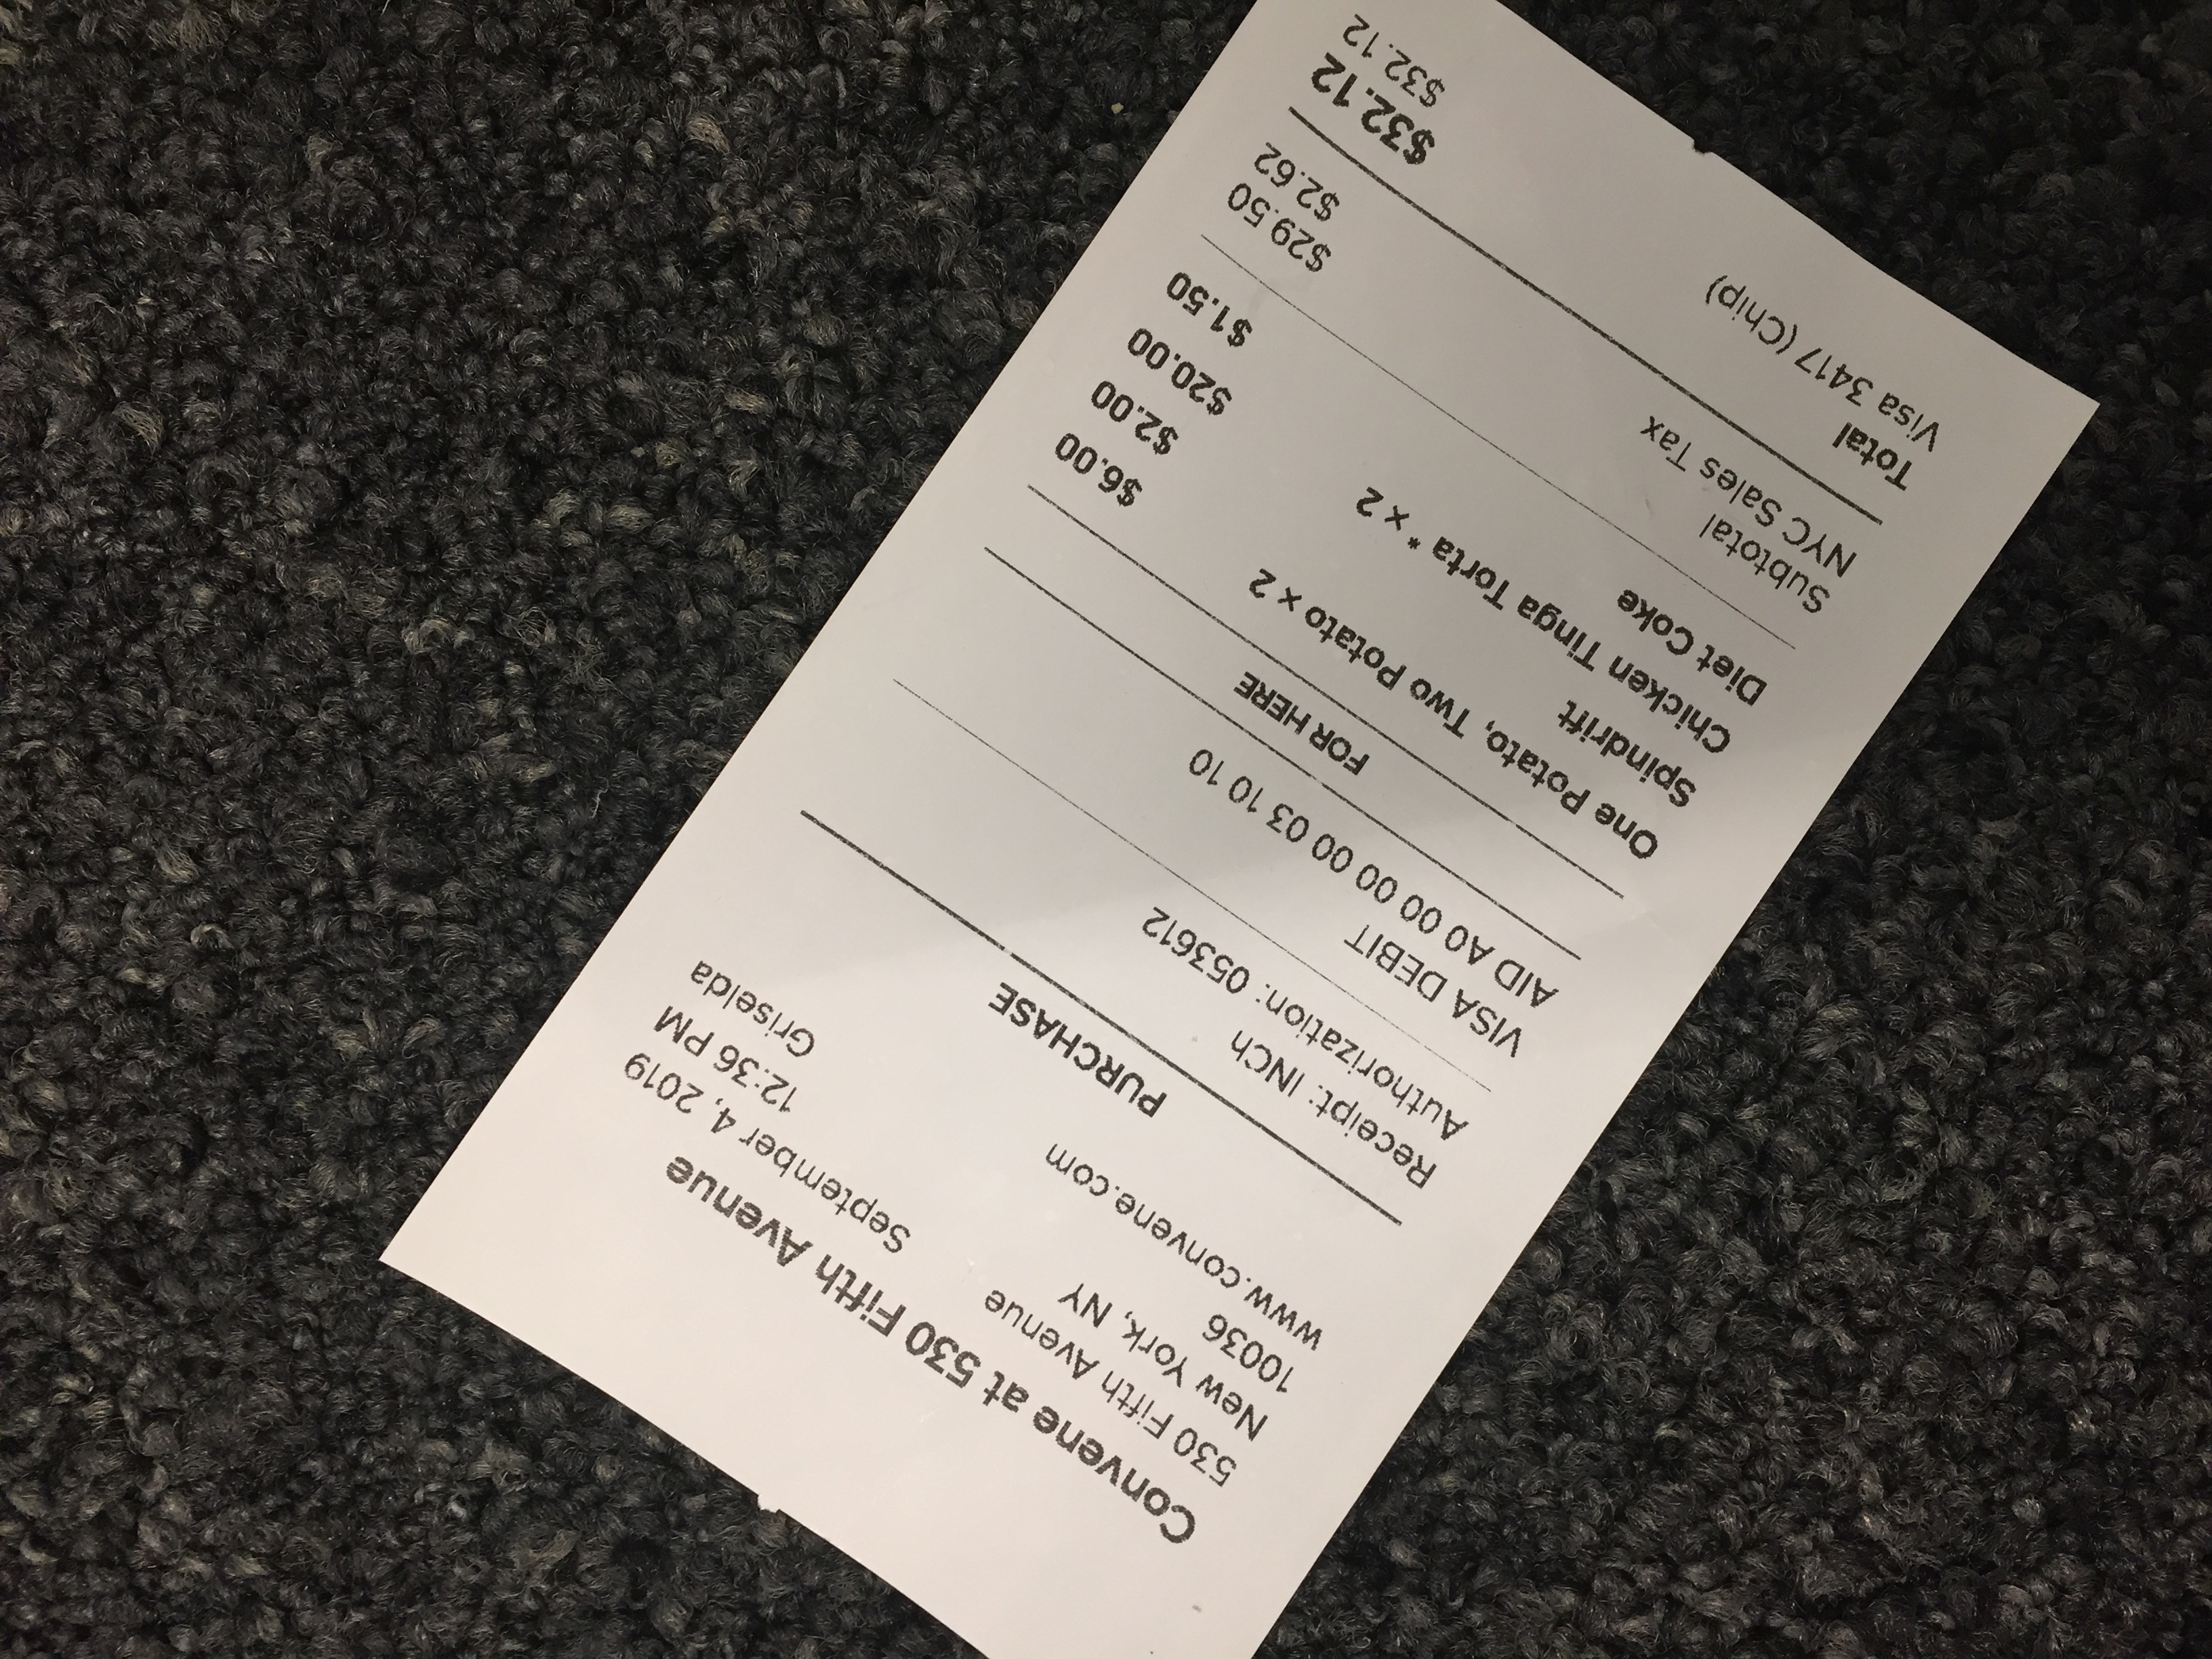 Convene at 530 Fifth Avenue
530 Fifth Avenue September 4, 2019
New York, NY 12:36 PM
10036 Griselda
www.convene.com
PURCHASE
Receipt: INCh
Authorization: 053612
VISA DEBIT
AID A0 00 00 00 03 10 10
FOR HERE
One Potato, Two Potato x 2 $6.00
Spindrift $2.00
Chicken Tinga Torta * x 2 $20.00
Diet Coke $1.50
Subtotal $29.50
NYC Sales Tax $2.62
Total $32.12
Visa 3417 (Chip) $32.12